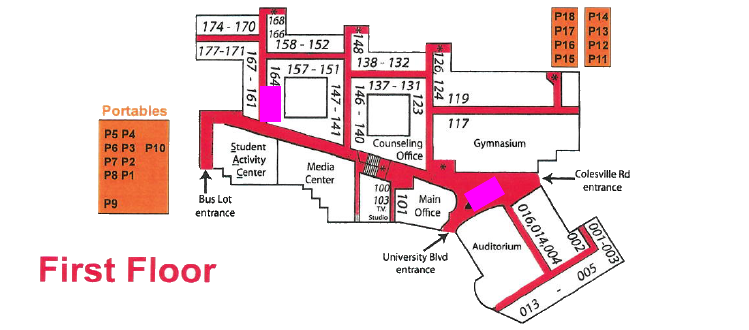 174 - 170
168
166
177-171
167 - 161
164
158 - 152
157 - 151
147 - 141
148
138 - 132
137 - 131
146 - 140
123
Counseling
Office
126, 124
119
117
Gymnasium
P18 P14
P17 P13
P16 P12
P15 P11
Portables
P5 P4
P6 P3 P10
P7 P2
P8 P1
P9
Student
Activity
Center
Media
Center
100
103
T.V.
Studio
101
Main
Office
Colesville Rd
entrance
Bus Lot
entrance
University Blvd
entrance
Auditorium
016,014,004
002
001-003
013 - 005
First Floor